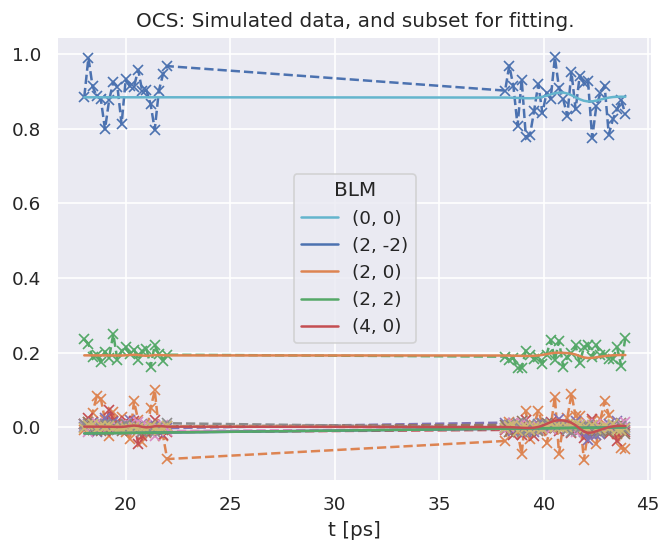 OCS: Simulated data, and subset for fitting.
1.0
0.8
0.6
0.4
0.2
0.0
BLM
(0, 0)
(2, -2)
(2, 0)
(2, 2)
(4, 0)
20 25 30 35 40 45
t [ps]